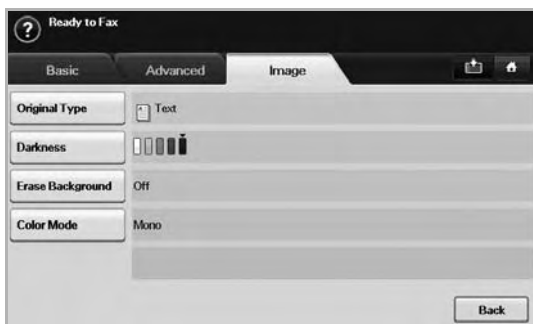 Ready to Fax
Basic Advanced Image
Original Type Text
Darkness
Erase Background Off
Color Mode Mono
Back